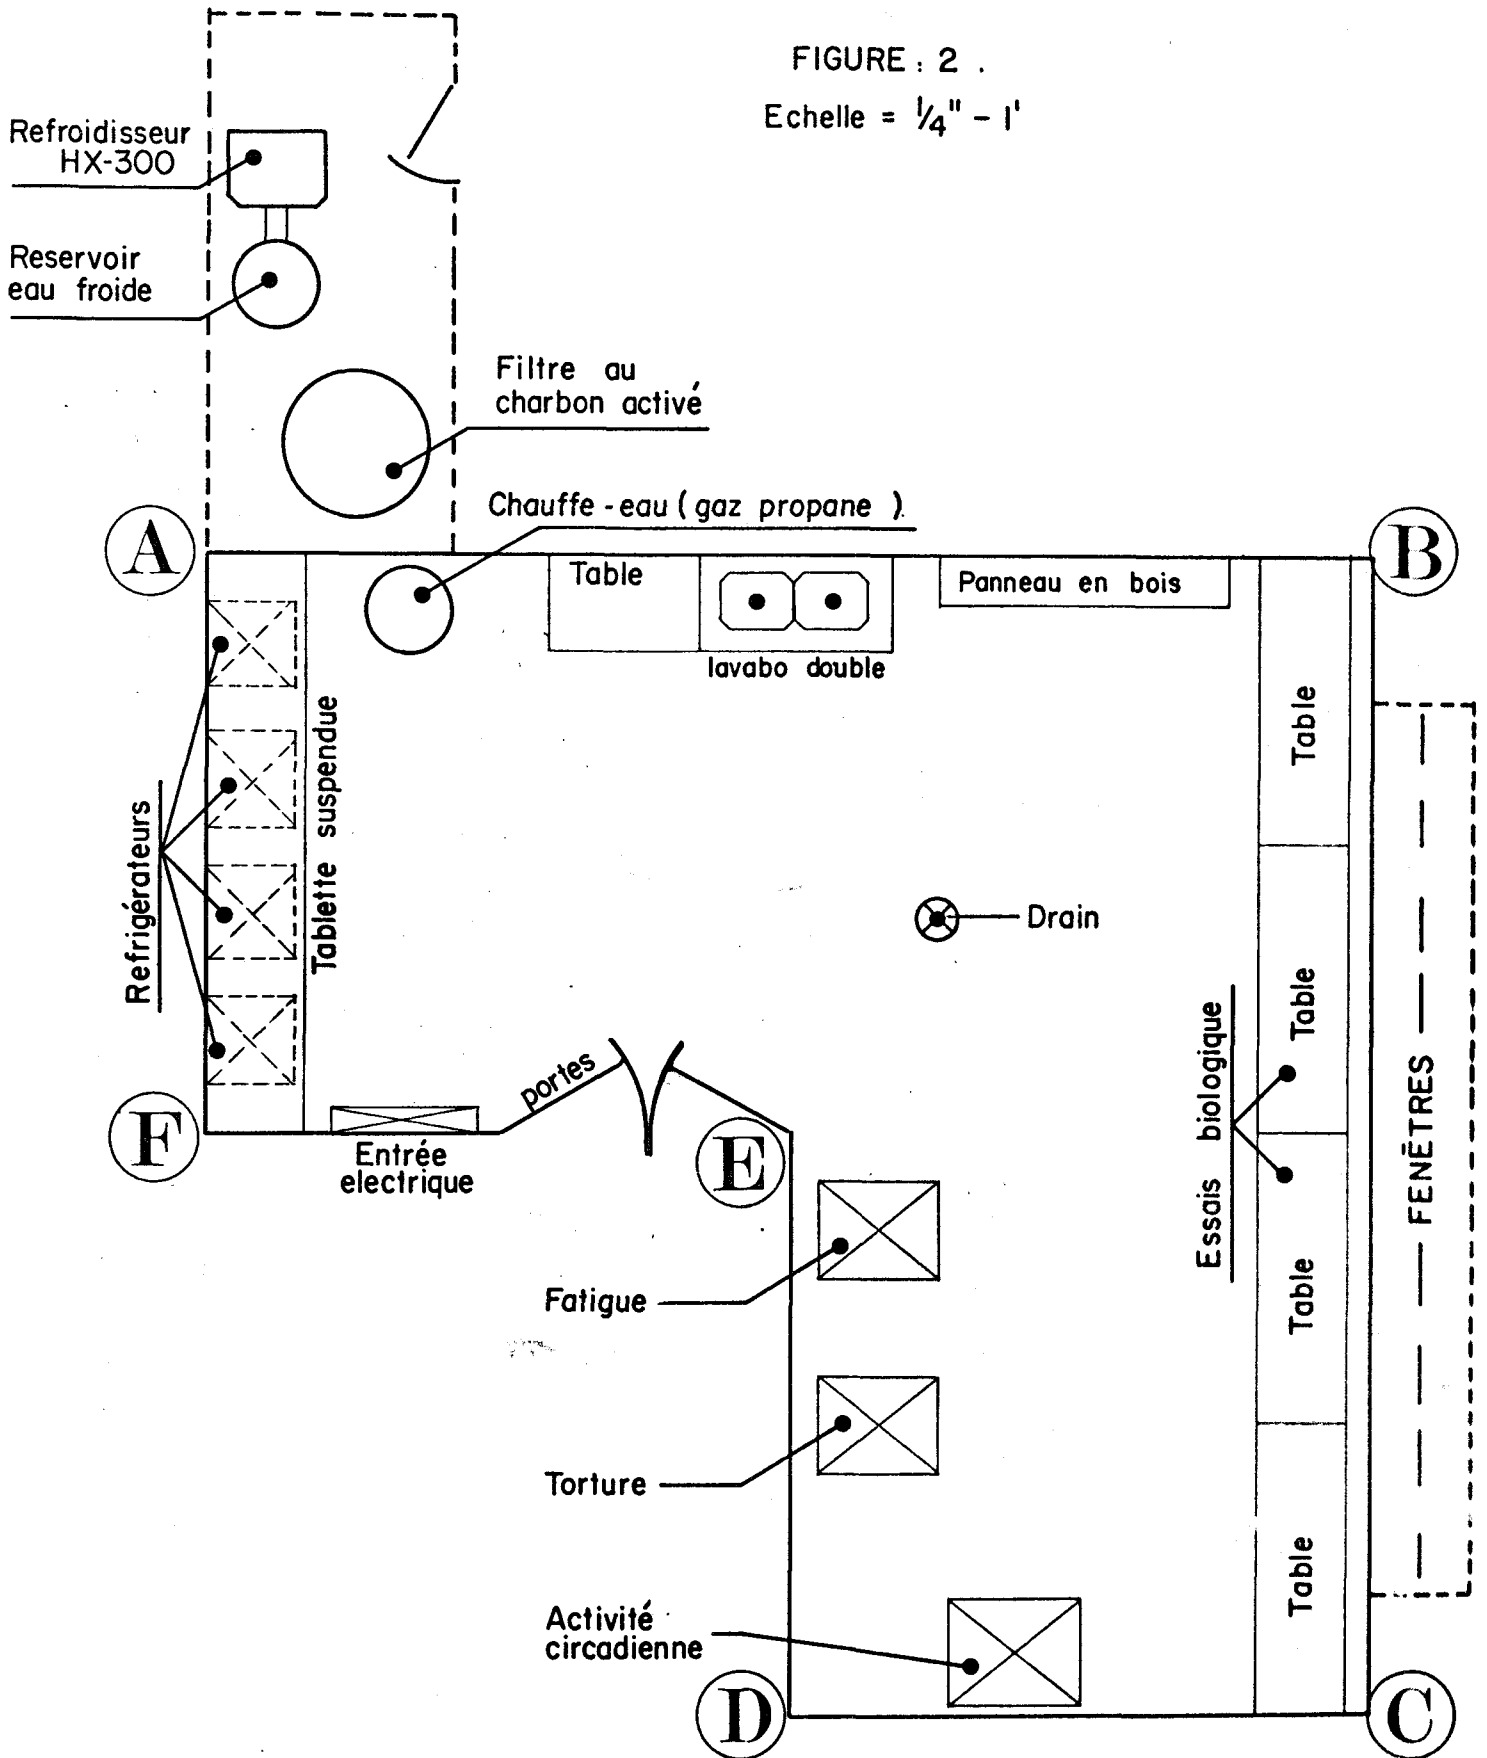 FIGURE : 2 .
Echelle = 1/4" - 1'
Refroidisseur
HX-300
Reservoir
eau froide
Filtre au
charbon activé
Chauffe - eau ( gaz propane ).
A
B
Table
lavabo double
Panneau en bois
Table
Tablette suspendue
Refrigérateurs
Drain
Table
Essais biologique
FENÊTRES
portes
F
Entrée
electrique
E
Fatigue
Table
Torture
Table
Activité
circadienne
D
C